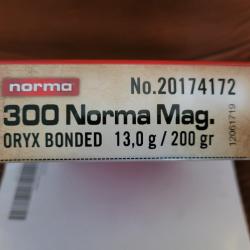 norma No.20174172
300 Norma Mag.
ORYX BONDED 13,0 g / 200 gr
12061719